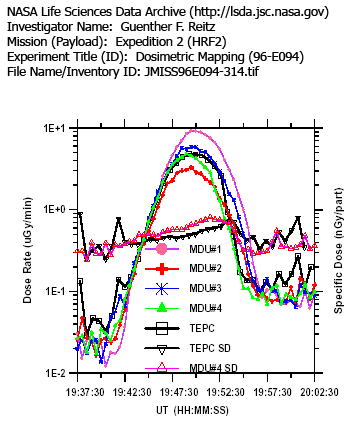 NASA Life Sciences Data Archive (http://lsda.jsc.nasa.gov)
Investigator Name: Guenther F. Reitz
Mission (Payload): Expedition 2 (HRF2)
Experiment Title (ID): Dosimetric Mapping (96-E094)
File Name/Inventory ID: JMISS96E094-314.tif
1E+1
1E+0
1E-1
1E-2
Dose Rate (uGy/min)
Specific Dose (nGy/part)
MDU#1
MDU#2
MDU#3
MDU#4
TEPC
TEPC SD
MDU#4 SD
19:37:30 19:42:30 19:47:30 19:52:30 19:57:30 20:02:30
UT (HH:MM:SS)